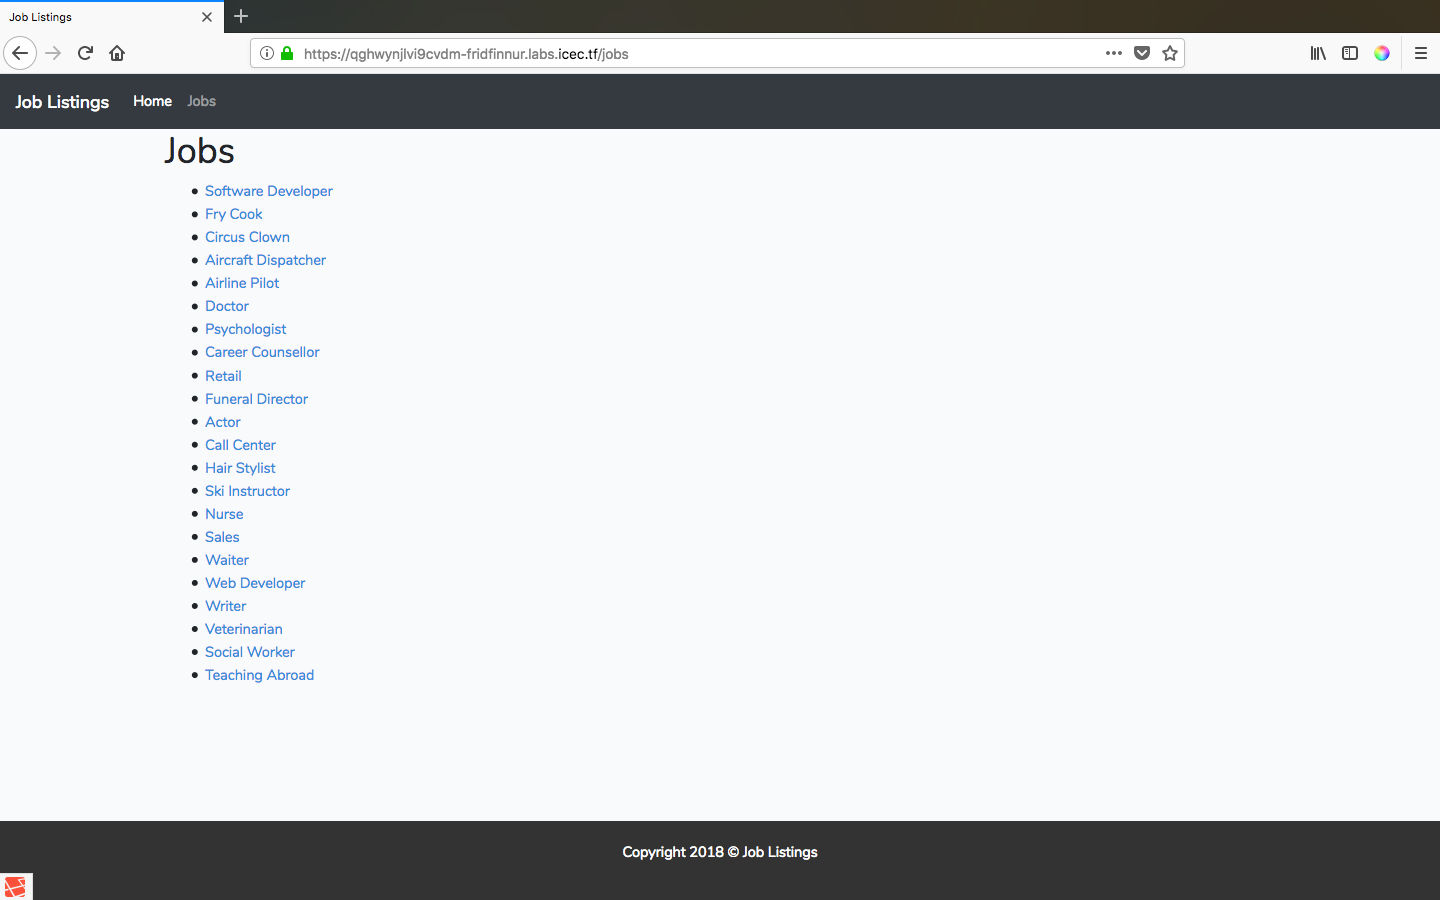 Job Listings
https://qghwynjlvi9cvdm-fridfinnur.labs.icec.tf/jobs
Job Listings Home Jobs
Jobs
Software Developer
Fry Cook
Circus Clown
Aircraft Dispatcher
Airline Pilot
Doctor
Psychologist
Career Counsellor
Retail
Funeral Director
Actor
Call Center
Hair Stylist
Ski Instructor
Nurse
Sales
Waiter
Web Developer
Writer
Veterinarian
Social Worker
Teaching Abroad
Copyright 2018 © Job Listings